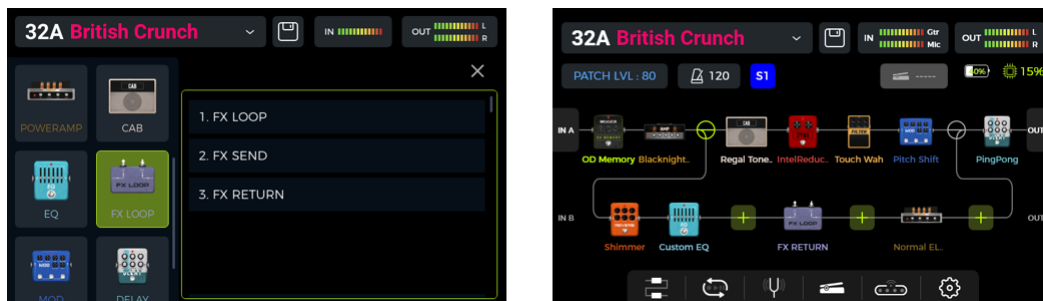 32A British Crunch
IN
OUT
L
R
POWERAMP
CAB
1. FX LOOP
2. FX SEND
3. FX RETURN
EQ
FX LOOP
MOD
DELAY
32A British Crunch
IN
Gtr
Mic
OUT
L
R
PATCH LVL : 80
120
S1
-----
15%
IN A
OUT
OD Memory
Blacknight..
Regal Tone..
IntelReduc..
Touch Wah
Pitch Shift
PingPong
IN B
OUT
Shimmer
Custom EQ
FX RETURN
Normal EL..